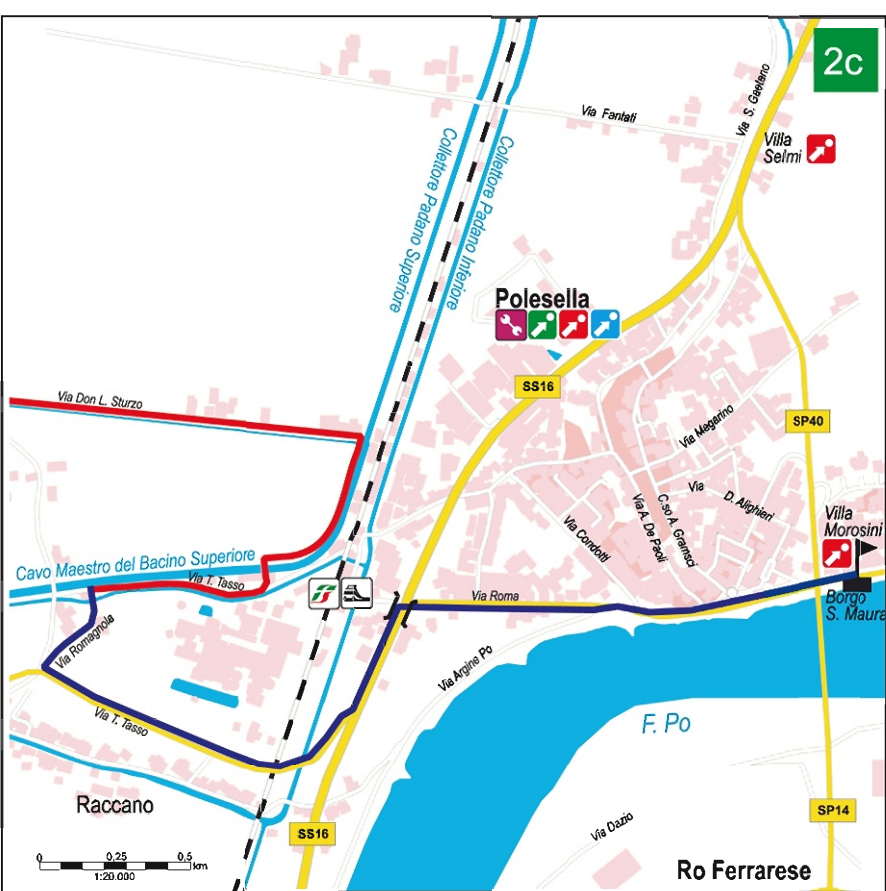 2c
Via Fantati
Via S. Gaetano
Villa
Selmi
Collettore Padano Superiore
Collettore Padano Inferiore
Polesella
SS16
Via Don L. Sturzo
SP40
Via Magarino
Via
D. Alighieri
C.so A. Gramsci
Via A. De Paoli
Via Condotti
Villa
Morosini
Cavo Maestro del Bacino Superiore
Via T. Tasso
Via Roma
Borgo
S. Maura
Via Romagnola
Via Argine Po
Via T. Tasso
F. Po
Raccano
SS16
SP14
Via Dazio
0 0,25 0,5 km
1:20.000
Ro Ferrarese